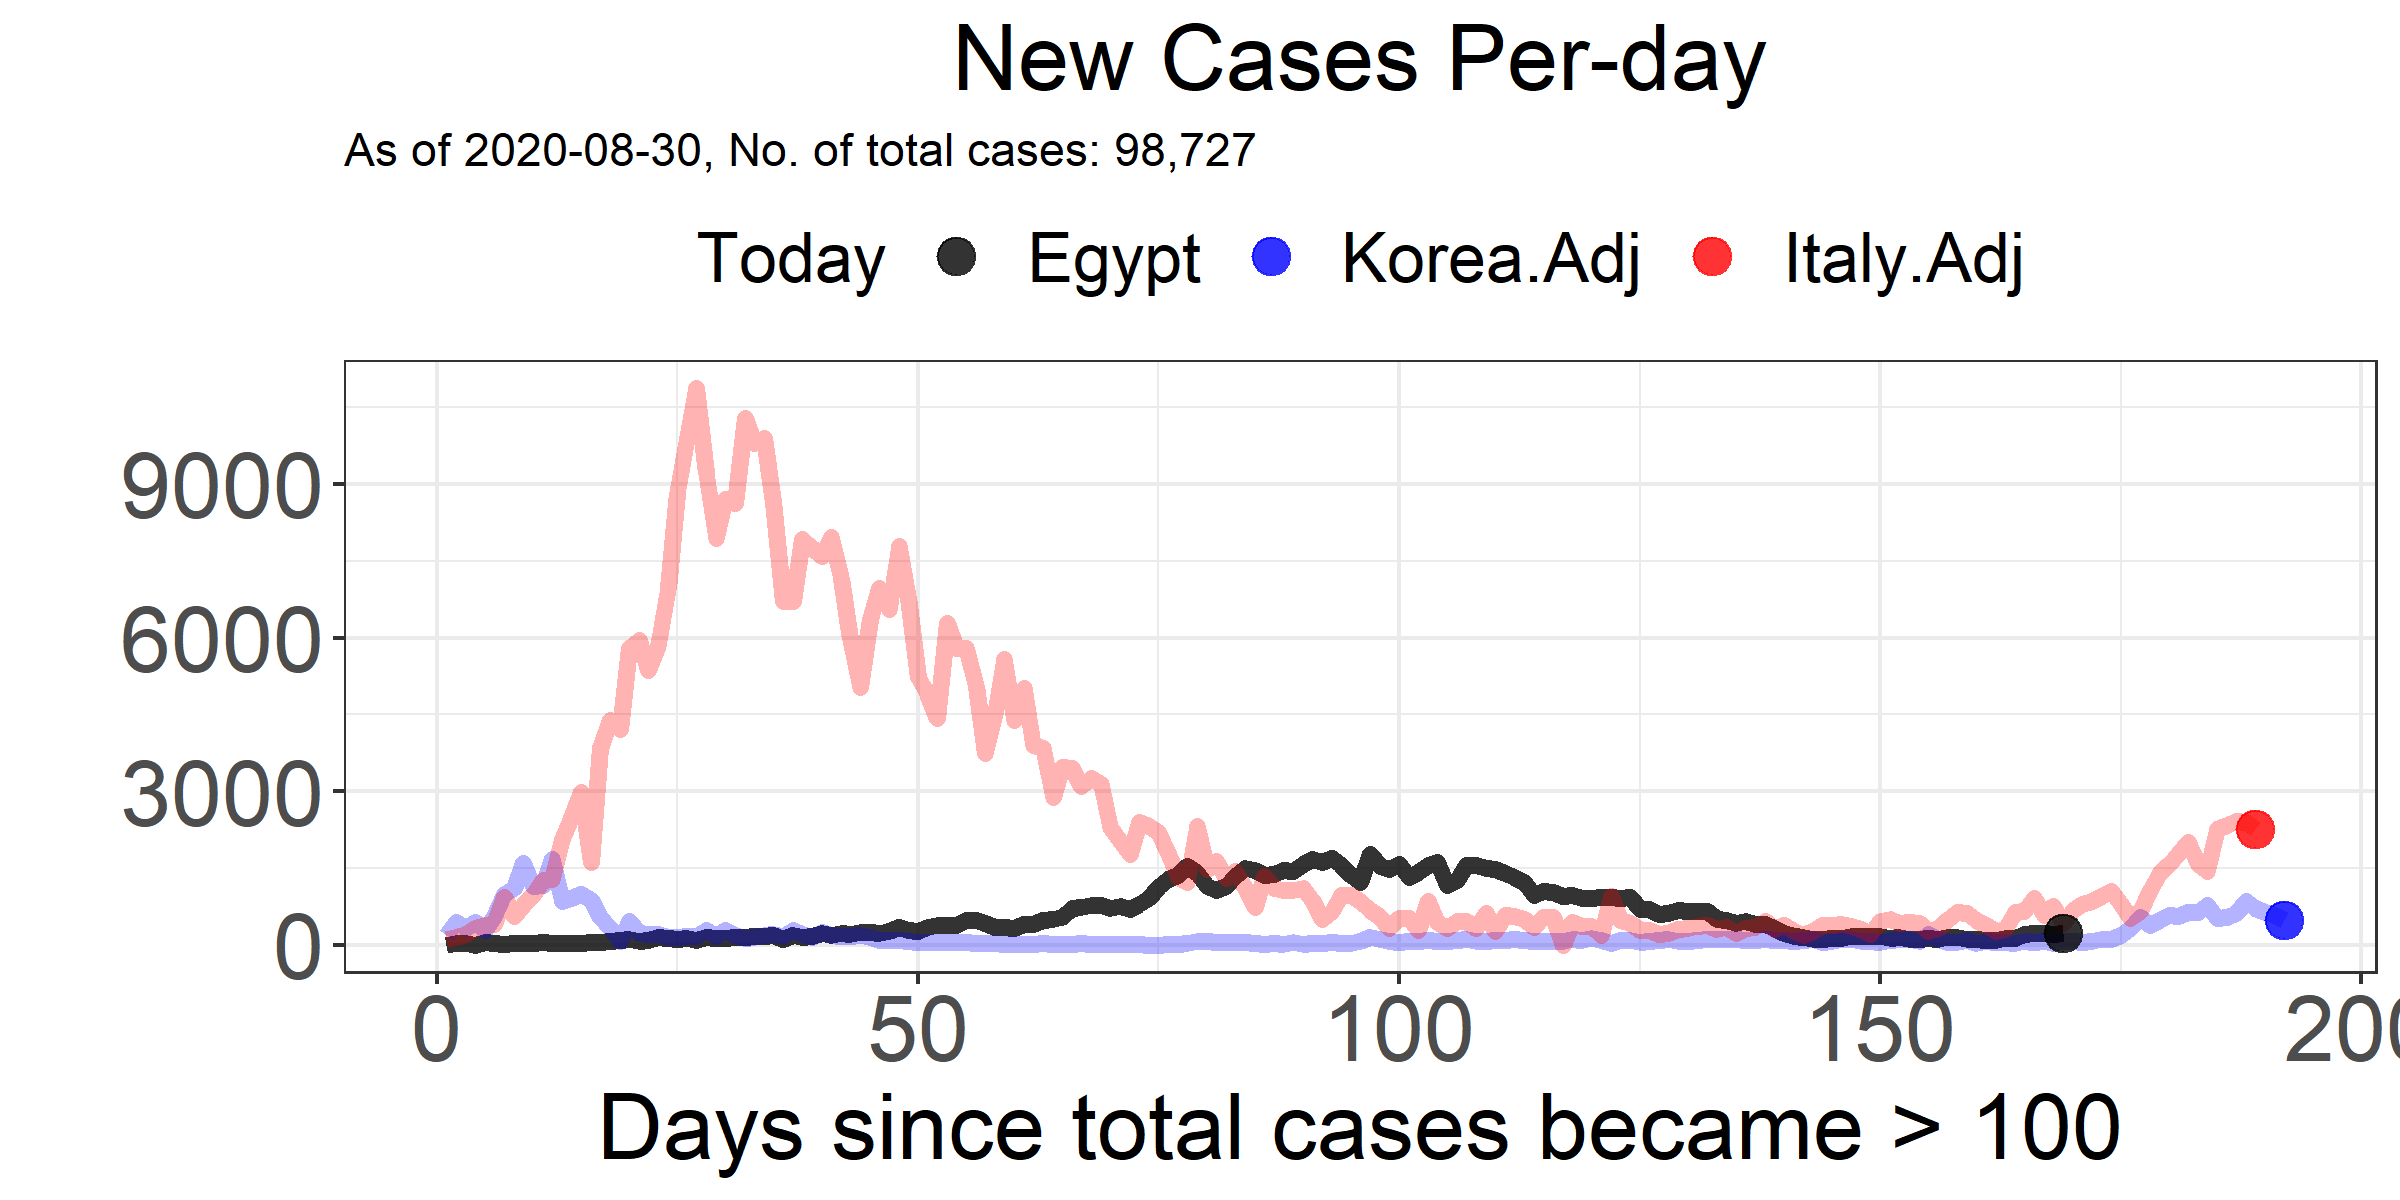 New Cases Per-day
As of 2020-08-30, No. of total cases: 98,727
Today Egypt Korea.Adj Italy.Adj
9000
6000
3000
0
0 50 100 150 200
Days since total cases became > 100